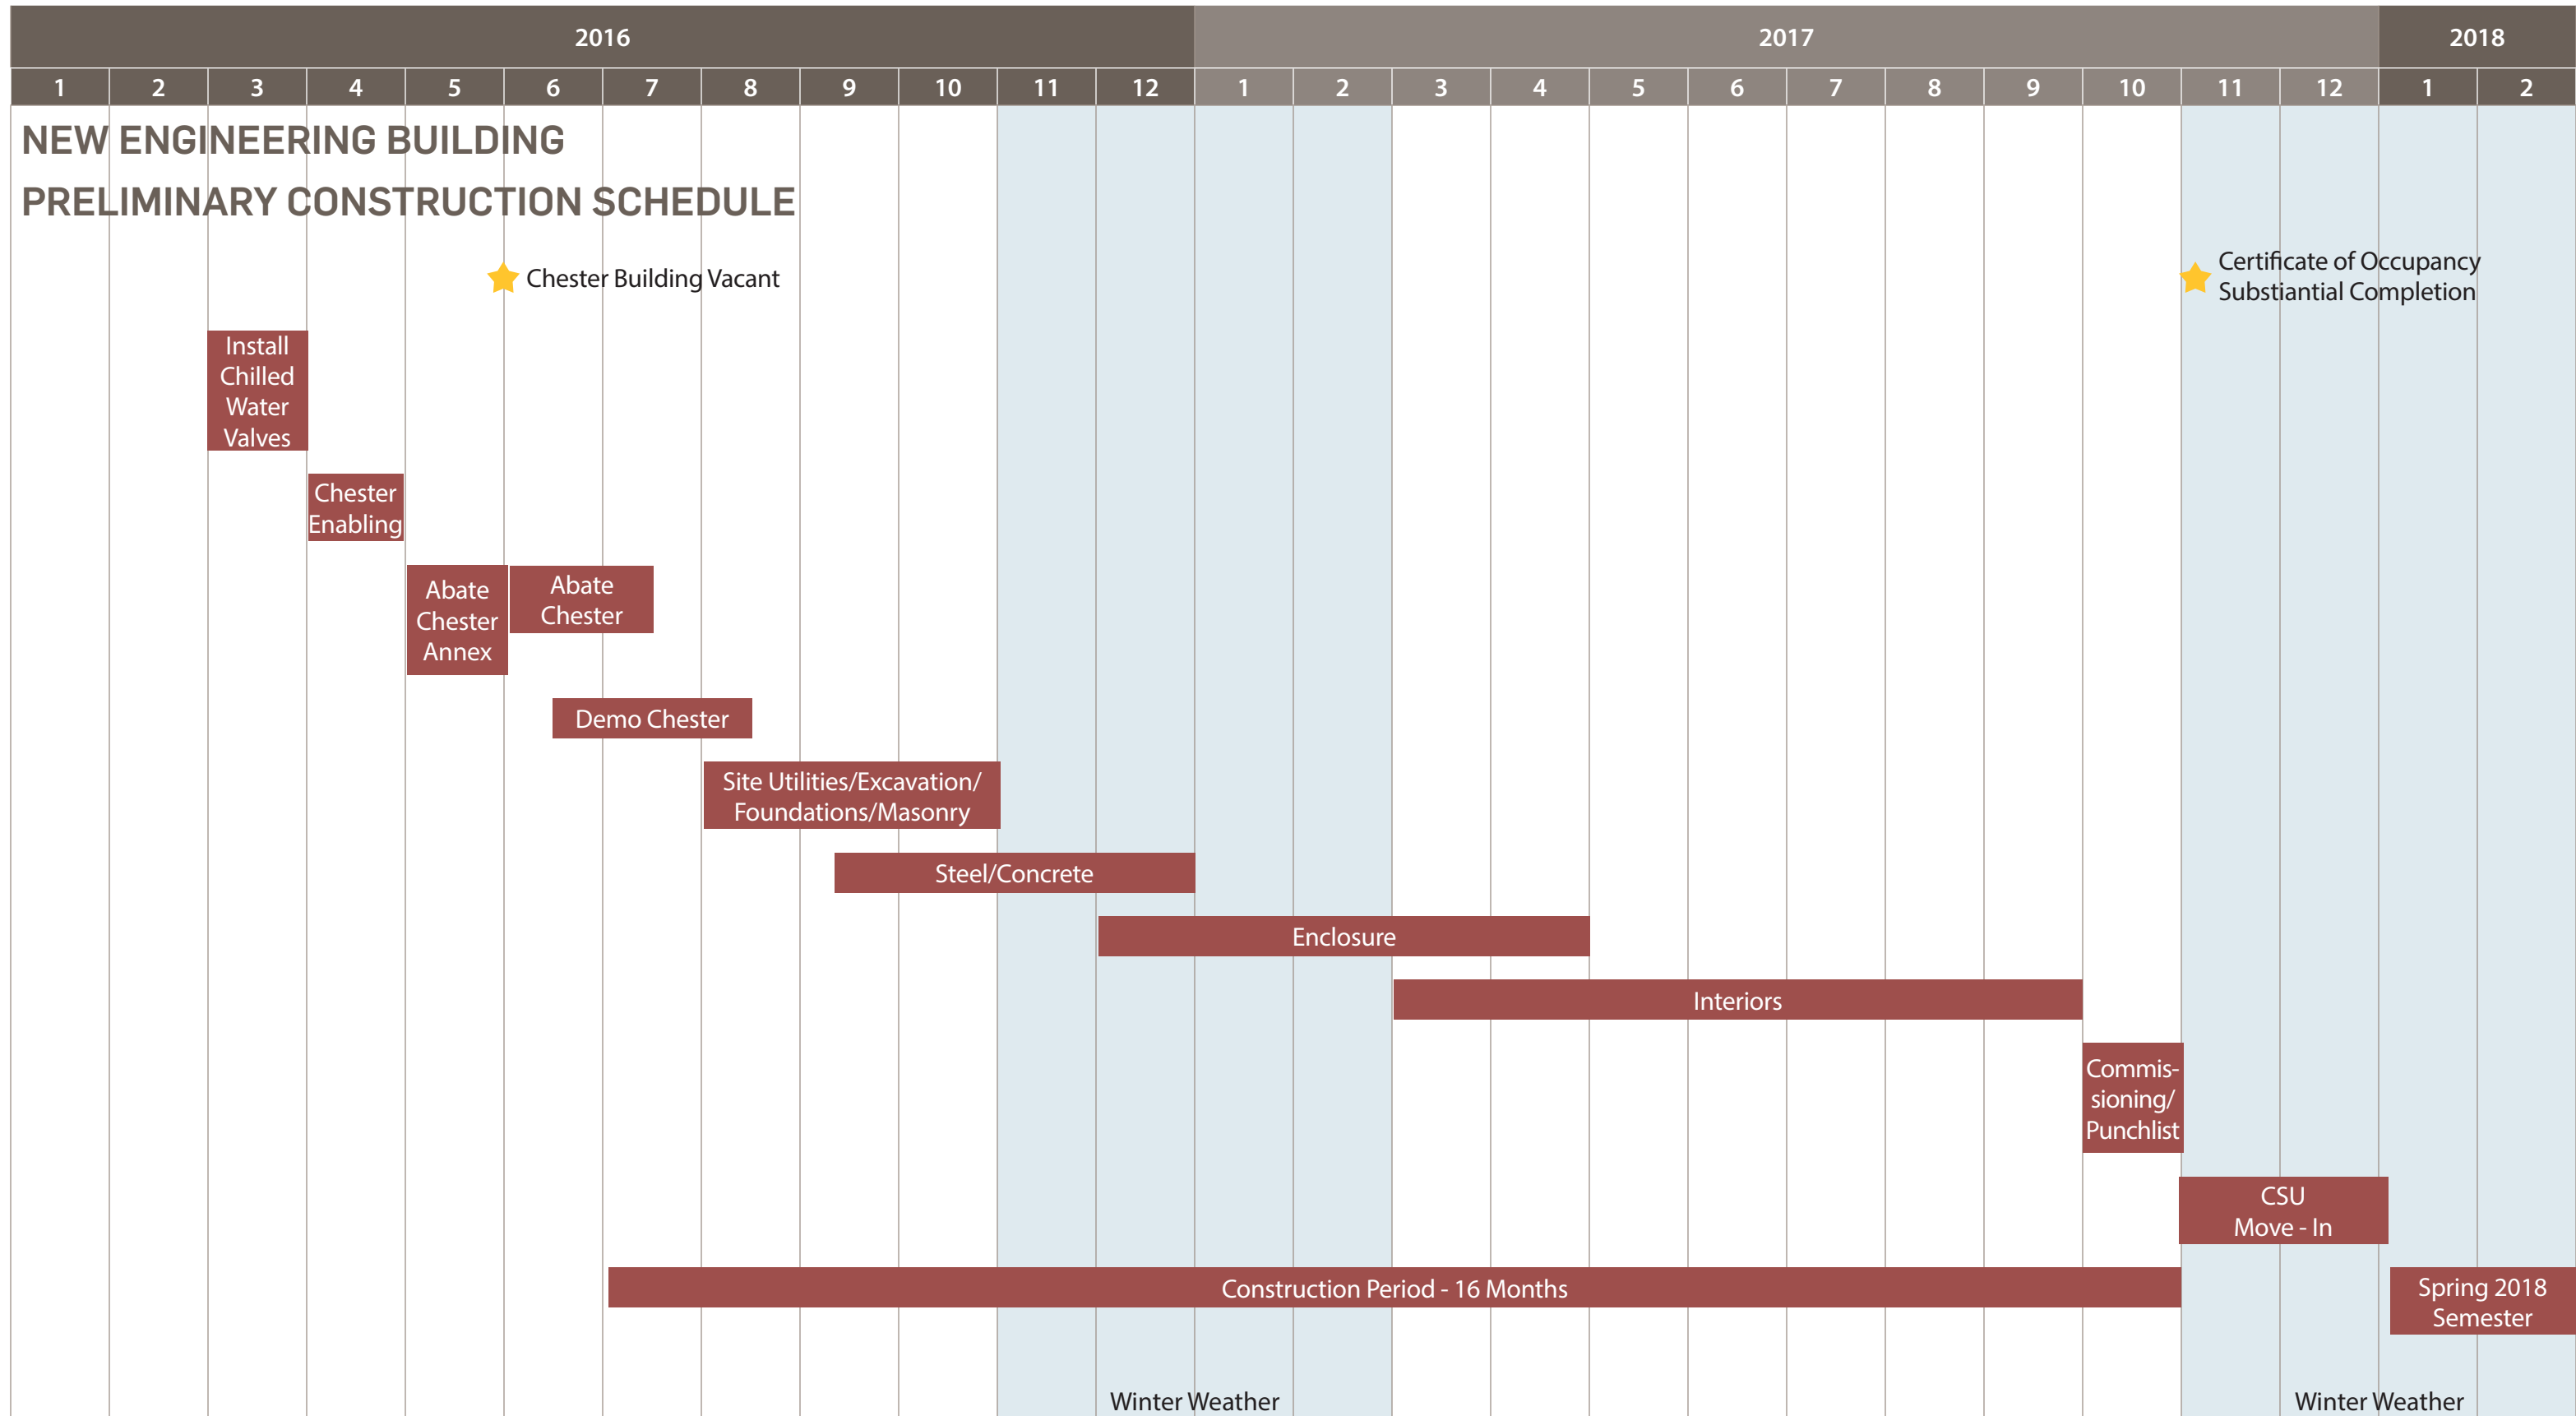 2016 2017 2018
1 2 3 4 5 6 7 8 9 10 11 12 1 2 3 4 5 6 7 8 9 10 11 12 1 2
NEW ENGINEERING BUILDING
PRELIMINARY CONSTRUCTION SCHEDULE
Chester Building Vacant
Certificate of Occupancy
Substiantial Completion
Install
Chilled
Water
Valves
Chester
Enabling
Abate
Chester
Annex
Abate
Chester
Demo Chester
Site Utilities/Excavation/
Foundations/Masonry
Steel/Concrete
Enclosure
Interiors
Commis-
sioning/
Punchlist
CSU
Move - In
Construction Period - 16 Months
Spring 2018
Semester
Winter Weather
Winter Weather